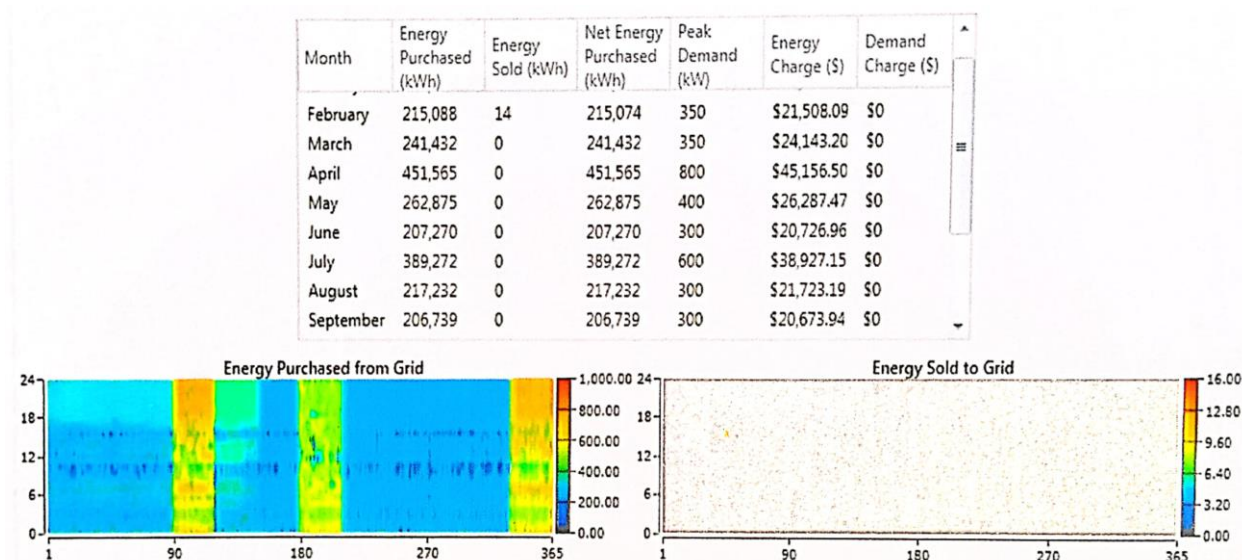 Month Energy Purchased (kWh) Energy Sold (kWh) Net Energy Purchased (kWh) Peak Demand (kW) Energy Charge ($) Demand Charge ($)
February 215,088 14 215,074 350 $21,508.09 $0
March 241,432 0 241,432 350 $24,143.20 $0
April 451,565 0 451,565 800 $45,156.50 $0
May 262,875 0 262,875 400 $26,287.47 $0
June 207,270 0 207,270 300 $20,726.96 $0
July 389,272 0 389,272 600 $38,927.15 $0
August 217,232 0 217,232 300 $21,723.19 $0
September 206,739 0 206,739 300 $20,673.94 $0
Energy Purchased from Grid
24
18
12
6
0
1 90 180 270 365
1,000.00
800.00
600.00
400.00
200.00
0.00
Energy Sold to Grid
24
18
12
6
0
1 90 180 270 365
16.00
12.80
9.60
6.40
3.20
0.00